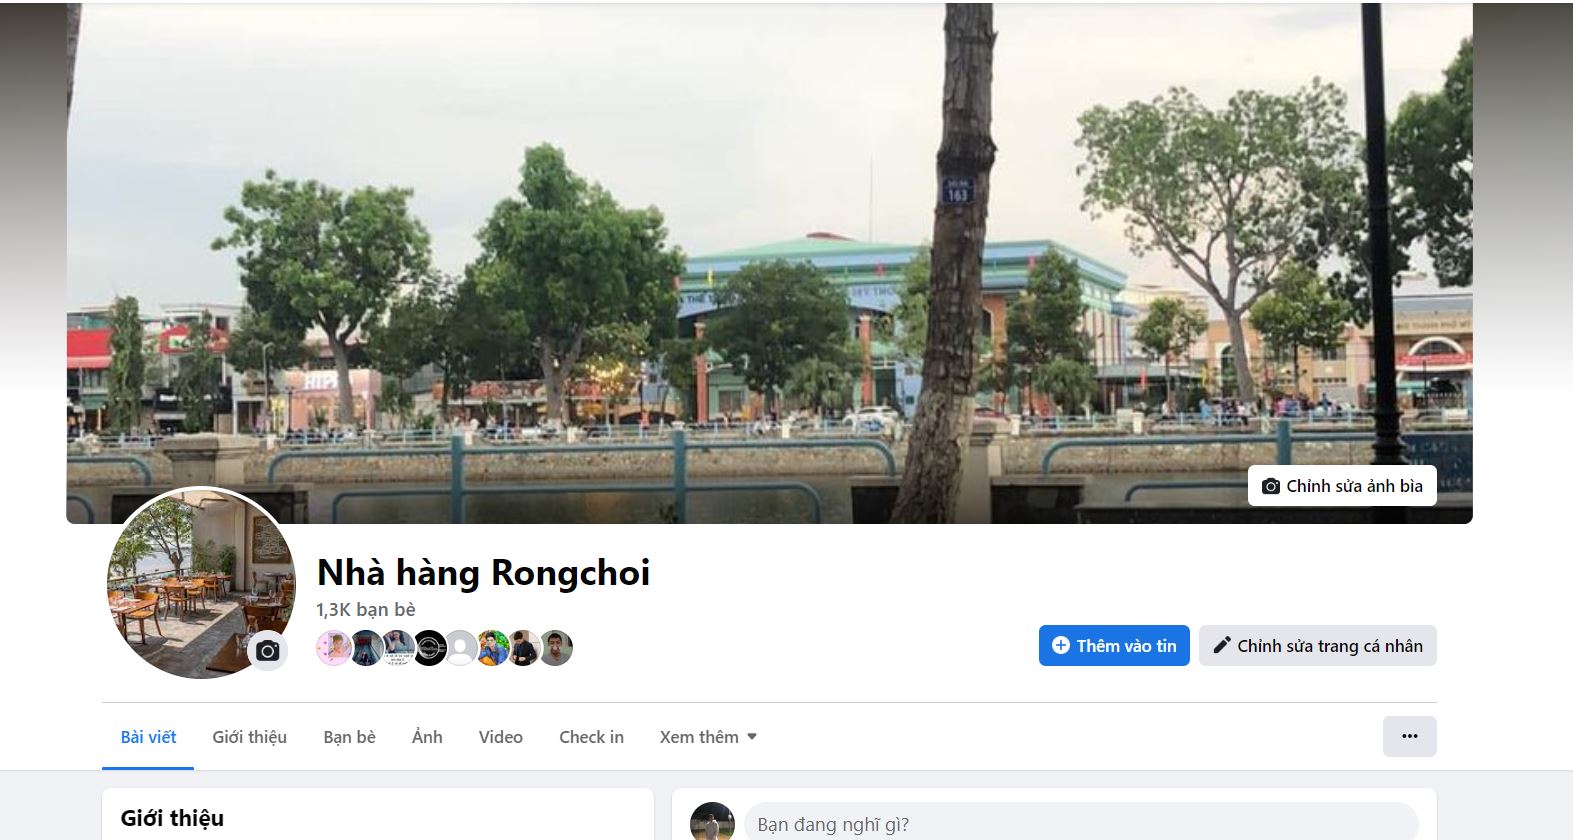 163
Chỉnh sửa ảnh bìa
Nhà hàng Rongchoi
1,3K bạn bè
Thêm vào tin
Chỉnh sửa trang cá nhân
Bài viết
Giới thiệu
Bạn bè
Ảnh
Video
Check in
Xem thêm
Giới thiệu
Bạn đang nghĩ gì?